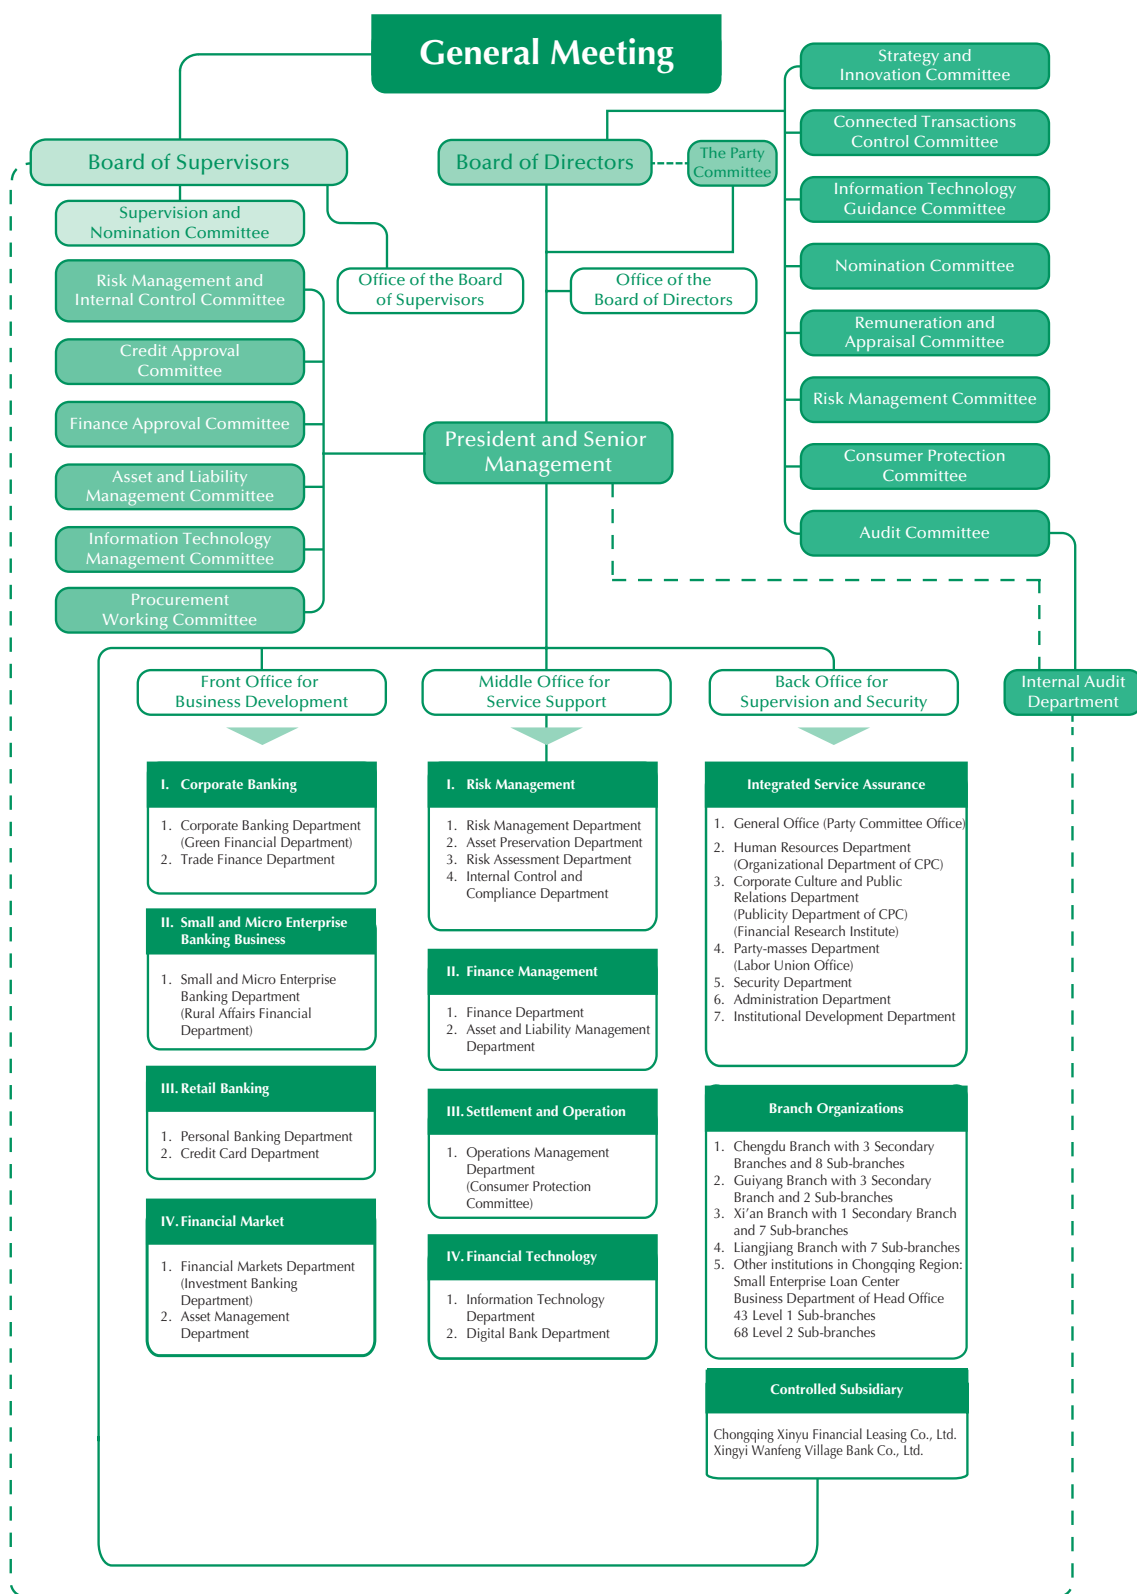 General Meeting
Strategy and
Innovation Committee
Connected Transactions
Control Committee
Board of Supervisors
Board of Directors
The Party
Committee
Information Technology
Guidance Committee
Supervision and
Nomination Committee
Nomination Committee
Risk Management and
Internal Control Committee
Office of the Board
of Supervisors
Office of the
Board of Directors
Remuneration and
Appraisal Committee
Credit Approval
Committee
Risk Management Committee
Finance Approval Committee
President and Senior
Management
Consumer Protection
Committee
Asset and Liability
Management Committee
Audit Committee
Information Technology
Management Committee
Procurement
Working Committee
Front Office for
Business Development
Middle Office for
Service Support
Back Office for
Supervision and Security
Internal Audit
Department
I. Corporate Banking
1. Corporate Banking Department
(Green Financial Department)
2. Trade Finance Department
II. Small and Micro Enterprise
Banking Business
1. Small and Micro Enterprise
Banking Department
(Rural Affairs Financial
Department)
III. Retail Banking
1. Personal Banking Department
2. Credit Card Department
IV. Financial Market
1. Financial Markets Department
(Investment Banking
Department)
2. Asset Management
Department
I. Risk Management
1. Risk Management Department
2. Asset Preservation Department
3. Risk Assessment Department
4. Internal Control and
Compliance Department
II. Finance Management
1. Finance Department
2. Asset and Liability Management
Department
III. Settlement and Operation
1. Operations Management
Department
(Consumer Protection
Committee)
IV. Financial Technology
1. Information Technology
Department
2. Digital Bank Department
Integrated Service Assurance
1. General Office (Party Committee Office)
2. Human Resources Department
(Organizational Department of CPC)
3. Corporate Culture and Public
Relations Department
(Publicity Department of CPC)
(Financial Research Institute)
4. Party-masses Department
(Labor Union Office)
5. Security Department
6. Administration Department
7. Institutional Development Department
Branch Organizations
1. Chengdu Branch with 3 Secondary
Branches and 8 Sub-branches
2. Guiyang Branch with 3 Secondary
Branch and 2 Sub-branches
3. Xi’an Branch with 1 Secondary Branch
and 7 Sub-branches
4. Liangjiang Branch with 7 Sub-branches
5. Other institutions in Chongqing Region:
Small Enterprise Loan Center
Business Department of Head Office
43 Level 1 Sub-branches
68 Level 2 Sub-branches
Controlled Subsidiary
Chongqing Xinyu Financial Leasing Co., Ltd.
Xingyi Wanfeng Village Bank Co., Ltd.